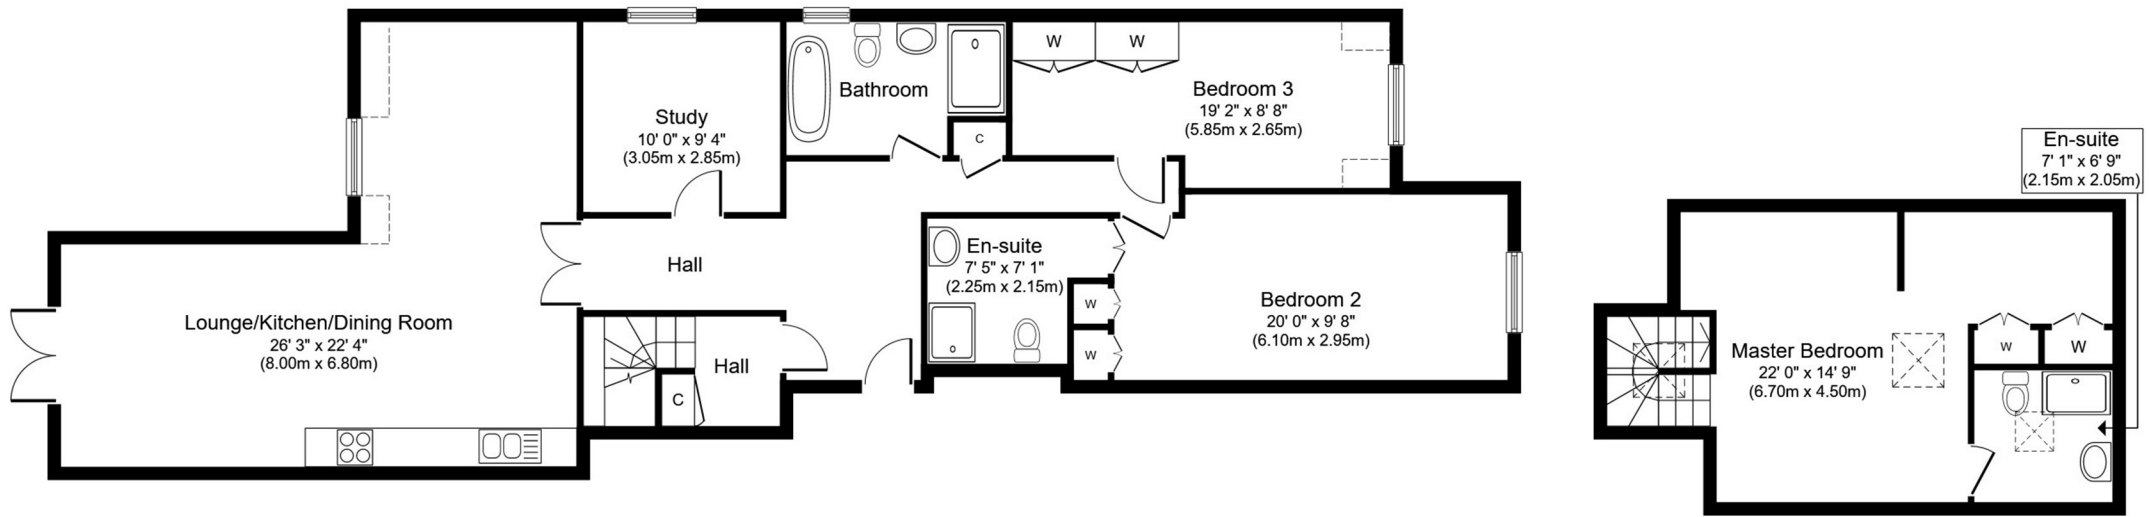 Lounge/Kitchen/Dining Room
26' 3" x 22' 4"
(8.00m x 6.80m)
Study
10' 0" x 9' 4"
(3.05m x 2.85m)
Hall
Hall
C
Bathroom
C
W W
Bedroom 3
19' 2" x 8' 8"
(5.85m x 2.65m)
En-suite
7' 5" x 7' 1"
(2.25m x 2.15m)
W
W
Bedroom 2
20' 0" x 9' 8"
(6.10m x 2.95m)
Master Bedroom
22' 0" x 14' 9"
(6.70m x 4.50m)
W W
En-suite
7' 1" x 6' 9"
(2.15m x 2.05m)